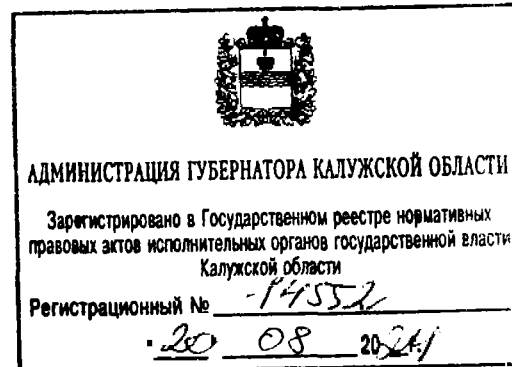 АДМИНИСТРАЦИЯ ГУБЕРНАТОРА КАЛУЖСКОЙ ОБЛАСТИ
Зарегистрировано в Государственном реестре нормативных
правовых актов исполнительных органов государственной власти
Калужской области
Регистрационный № 14552
20 08 20